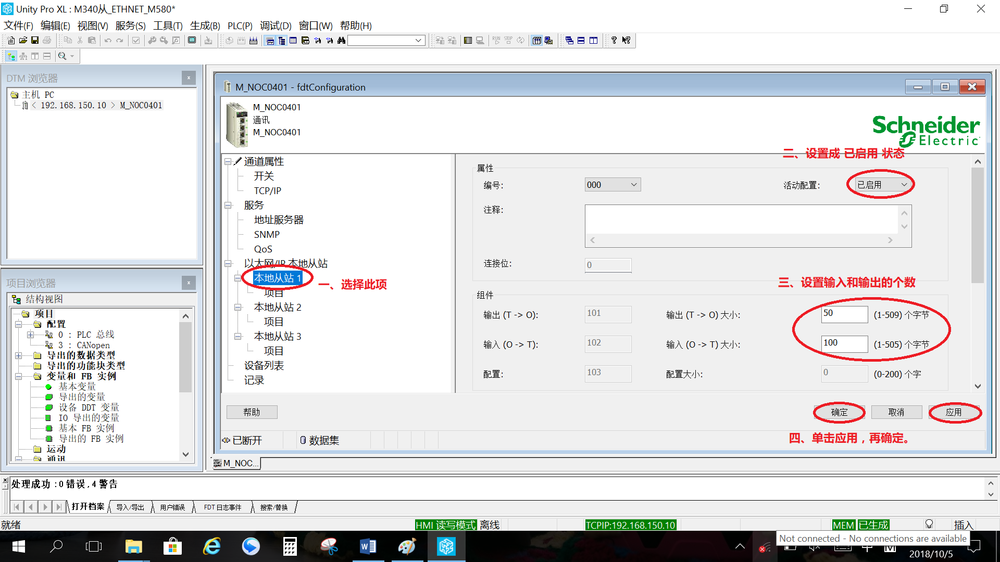 Unity Pro XL : M340从_ETHNET_M580*
文件(F) 编辑(E) 视图(V) 服务(S) 工具(T) 生成(B) PLC(P) 调试(D) 窗口(W) 帮助(H)
RUN STOP
DTM 浏览器
主机 PC
< 192.168.150.10 > M_NOC0401
M_NOC0401 - fdtConfiguration
M_NOC0401
通讯
M_NOC0401
Schneider
Electric
通道属性
开关
TCP/IP
服务
地址服务器
SNMP
QoS
以太网/IP 本地从站
本地从站 1
项目
本地从站 2
项目
本地从站 3
项目
设备列表
记录
一、选择此项
二、设置成 已启用 状态
属性
编号:
000
活动配置:
已启用
注释:
连接位:
0
三、设置输入和输出的个数
组件
输出 (T -> O):
101
输出 (T -> O) 大小:
50
(1-509) 个字节
输入 (O -> T):
102
输入 (O -> T) 大小:
100
(1-505) 个字节
配置:
103
配置大小:
0
(0-200) 个字
帮助
确定
取消
应用
四、单击应用，再确定。
已断开
数据集
M_NOC...
项目浏览器
结构视图
项目
配置
0 : PLC 总线
3 : CANopen
导出的数据类型
导出的功能块类型
变量和 FB 实例
基本变量
导出的变量
设备 DDT 变量
IO 导出的变量
基本 FB 实例
导出的 FB 实例
运动
通讯
处理成功 : 0 错误 , 4 警告
打开档案 导入/导出 用户错误 FDT 日志事件 搜索/替换
就绪
HMI 读写模式 离线
TCPIP:192.168.150.10
MEM 已生成
插入
Not connected - No connections are available
中
M
2018/10/5